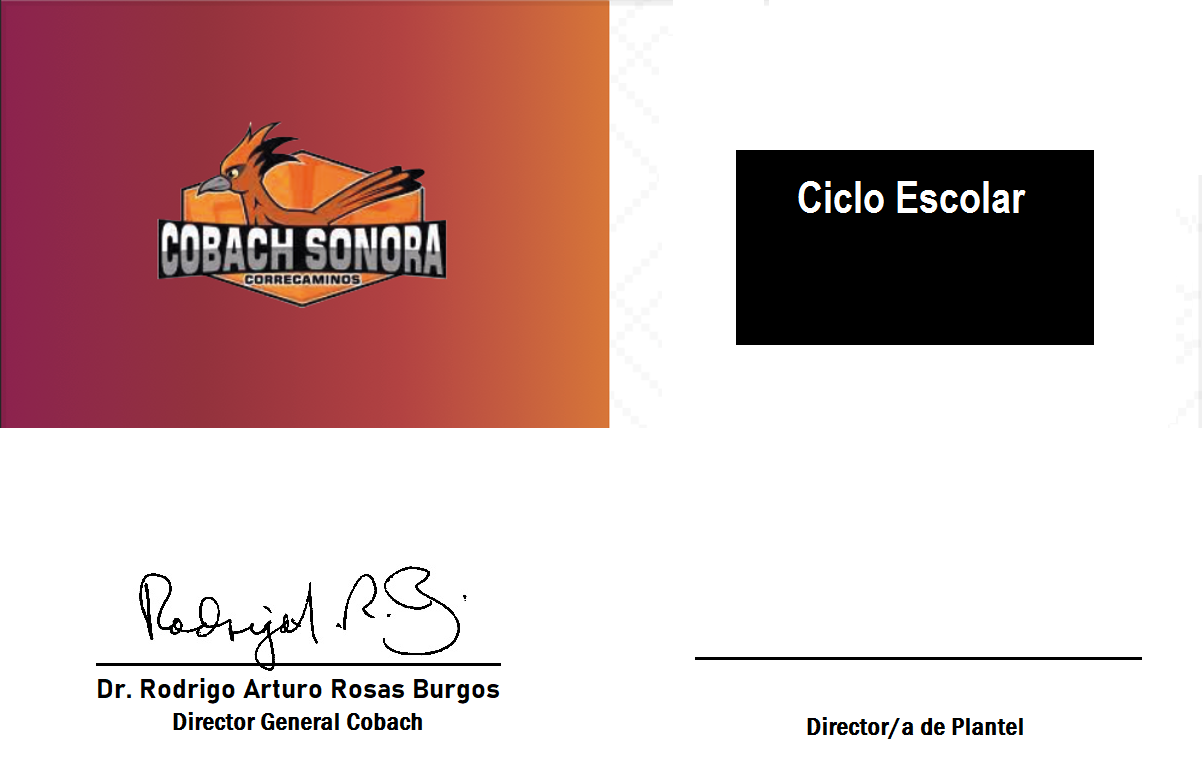 COBACH SONORA
CORRECAMINOS
Ciclo Escolar
Rodrigo R. B.
Dr. Rodrigo Arturo Rosas Burgos
Director General Cobach
Director/a de Plantel